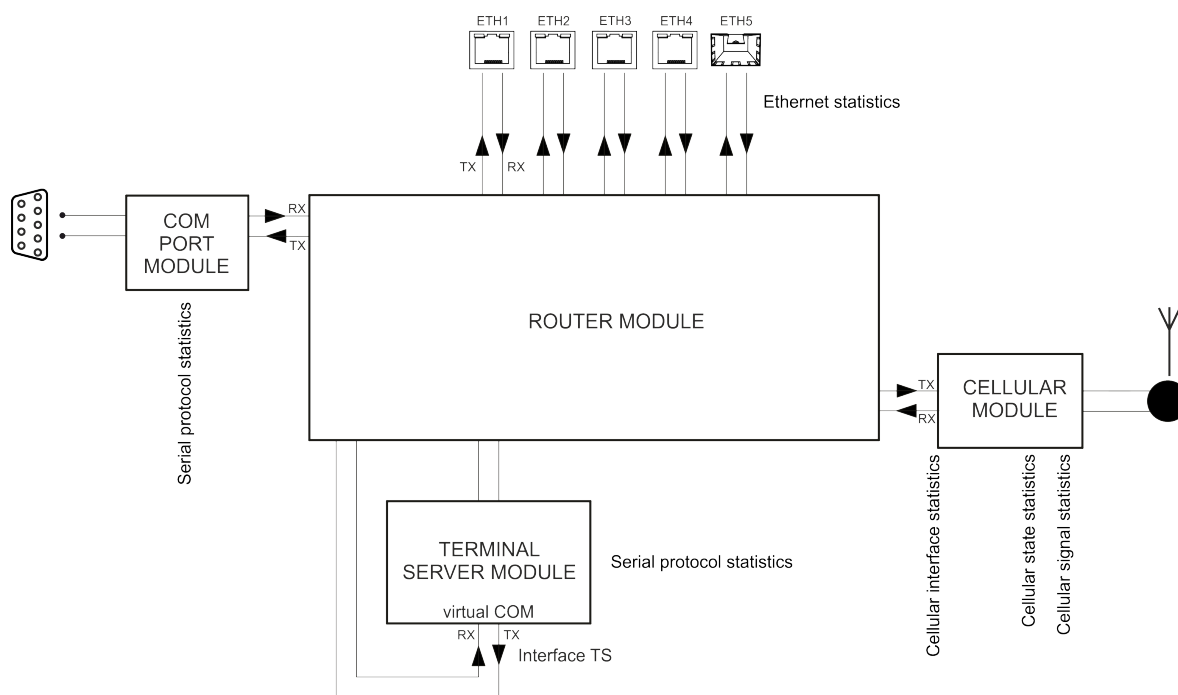 ETH1
ETH2
ETH3
ETH4
ETH5
Ethernet statistics
TX
RX
COM
PORT
MODULE
RX
TX
Serial protocol statistics
ROUTER MODULE
TX
RX
CELLULAR
MODULE
Cellular interface statistics
Cellular state statistics
Cellular signal statistics
TERMINAL
SERVER MODULE
virtual COM
Serial protocol statistics
RX
TX
Interface TS